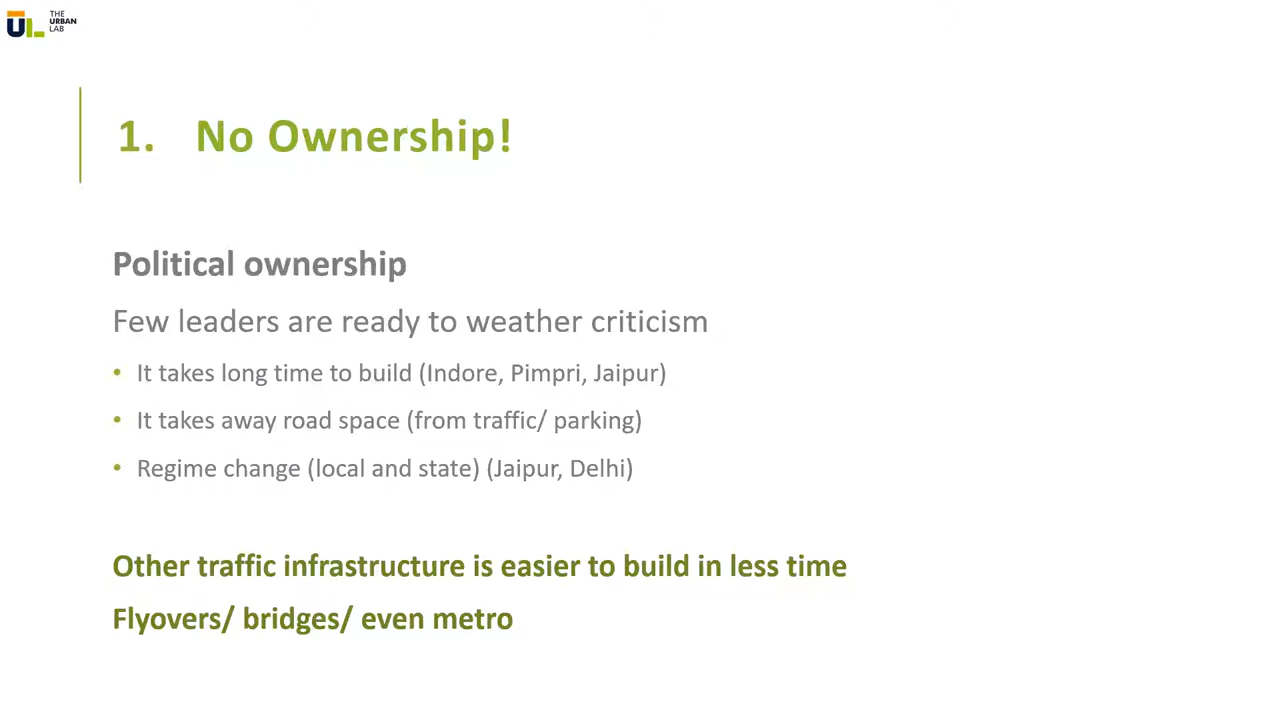 UL THE
URBAN
LAB
1. No Ownership!
Political ownership
Few leaders are ready to weather criticism
• It takes long time to build (Indore, Pimpri, Jaipur)
• It takes away road space (from traffic/ parking)
• Regime change (local and state) (Jaipur, Delhi)
Other traffic infrastructure is easier to build in less time
Flyovers/ bridges/ even metro